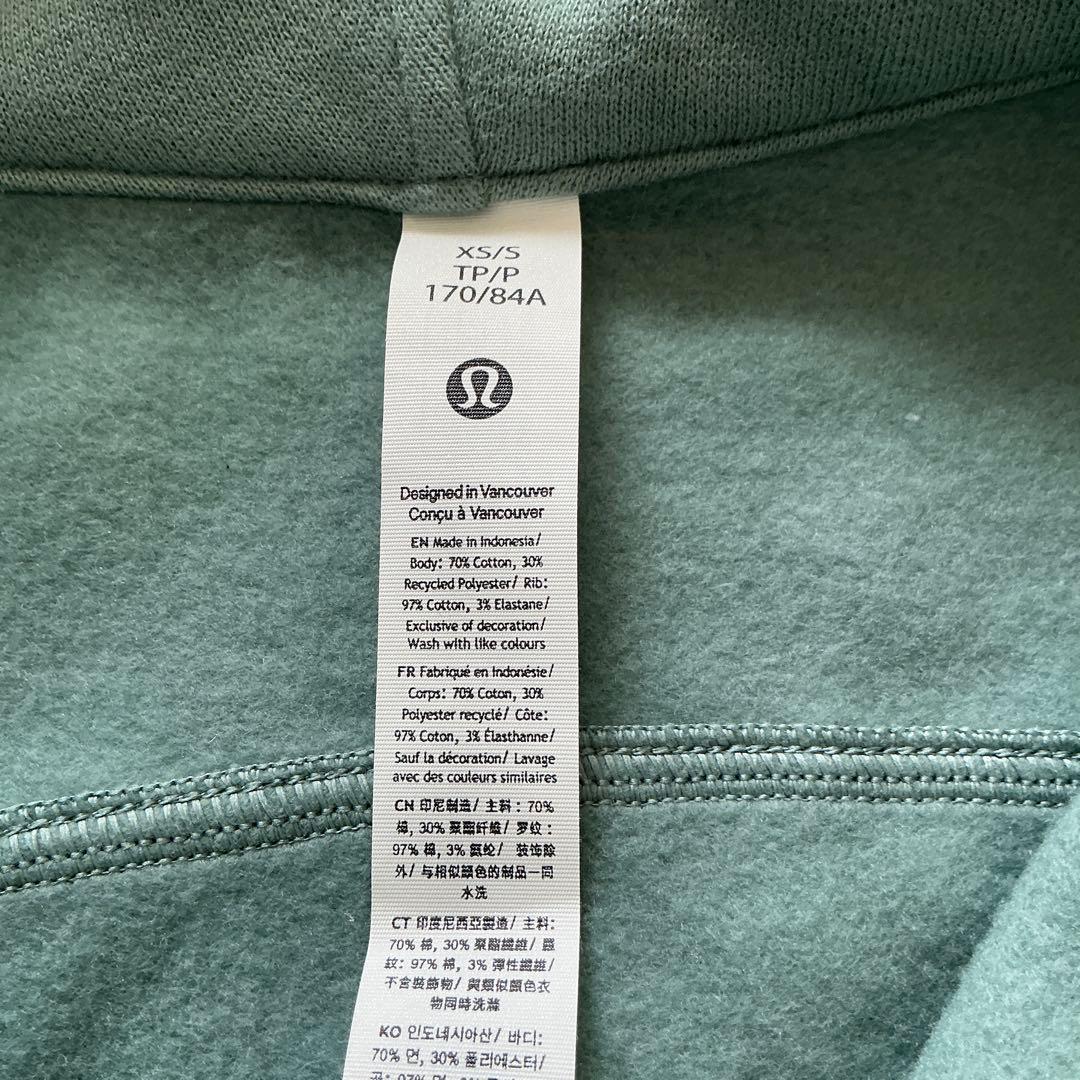 XS/S
TP/P
170/84A
Designed in Vancouver
Conçu à Vancouver
EN Made in Indonesia/
Body: 70% Cotton, 30%
Recycled Polyester/ Rib:
97% Cotton, 3% Elastane/
Exclusive of decoration/
Wash with like colours
FR Fabriqué en Indonésie/
Corps: 70% Coton, 30%
Polyester recyclé/ Côte:
97% Coton, 3% Élasthanne/
Sauf la décoration/ Lavage
avec des couleurs similaires
CN 印尼制造/ 主料: 70%
棉, 30% 聚酯纤维/ 罗纹:
97% 棉, 3% 氨纶/ 装饰除
外/ 与相似颜色的制品一同
水洗
CT 印度尼西亞製造/ 主料:
70% 棉, 30% 聚酯纖維/ 羅
紋: 97% 棉, 3% 彈性纖維/
不含裝飾物/ 與類似顏色衣
物同時洗滌
KO 인도네시아산/ 바디:
70% 면, 30% 폴리에스터/